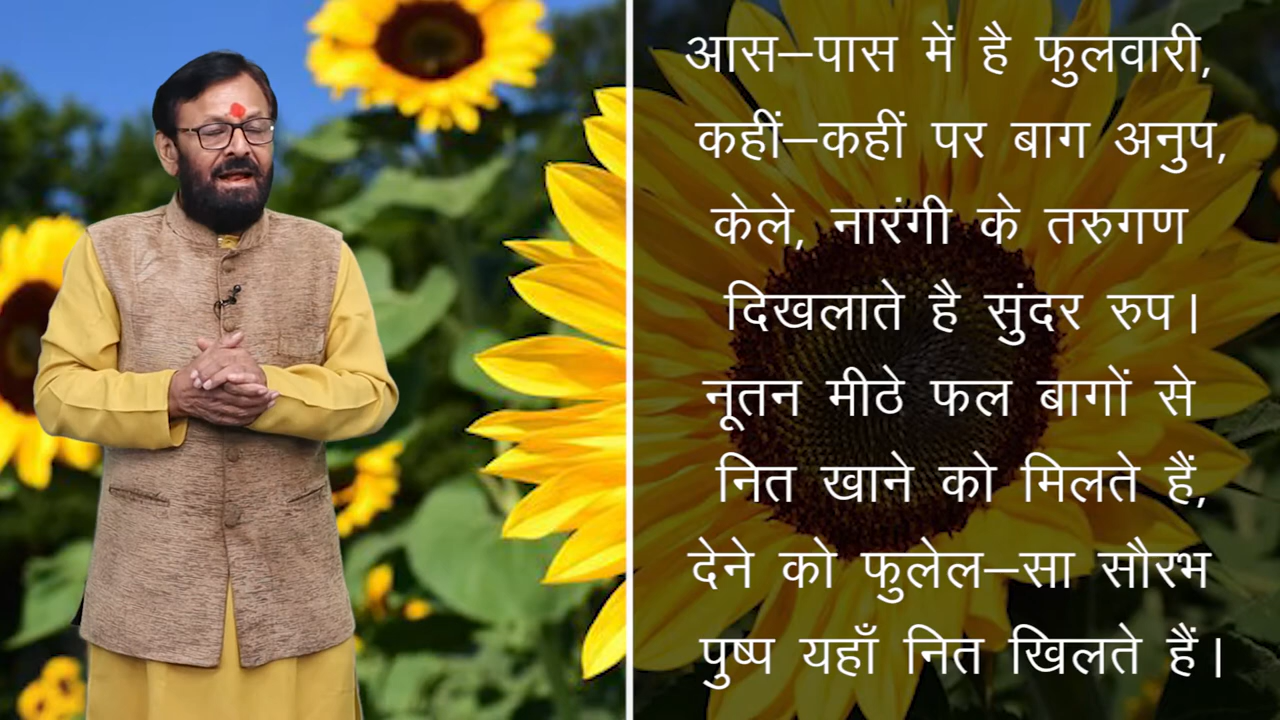 आस–पास में है फुलवारी,
कहीं–कहीं पर बाग अनुप,
केले, नारंगी के तरुगण
दिखलाते है सुंदर रुप।
नूतन मीठे फल बागों से
नित खाने को मिलते हैं,
देने को फुलेल–सा सौरभ
पुष्प यहाँ नित खिलते हैं।